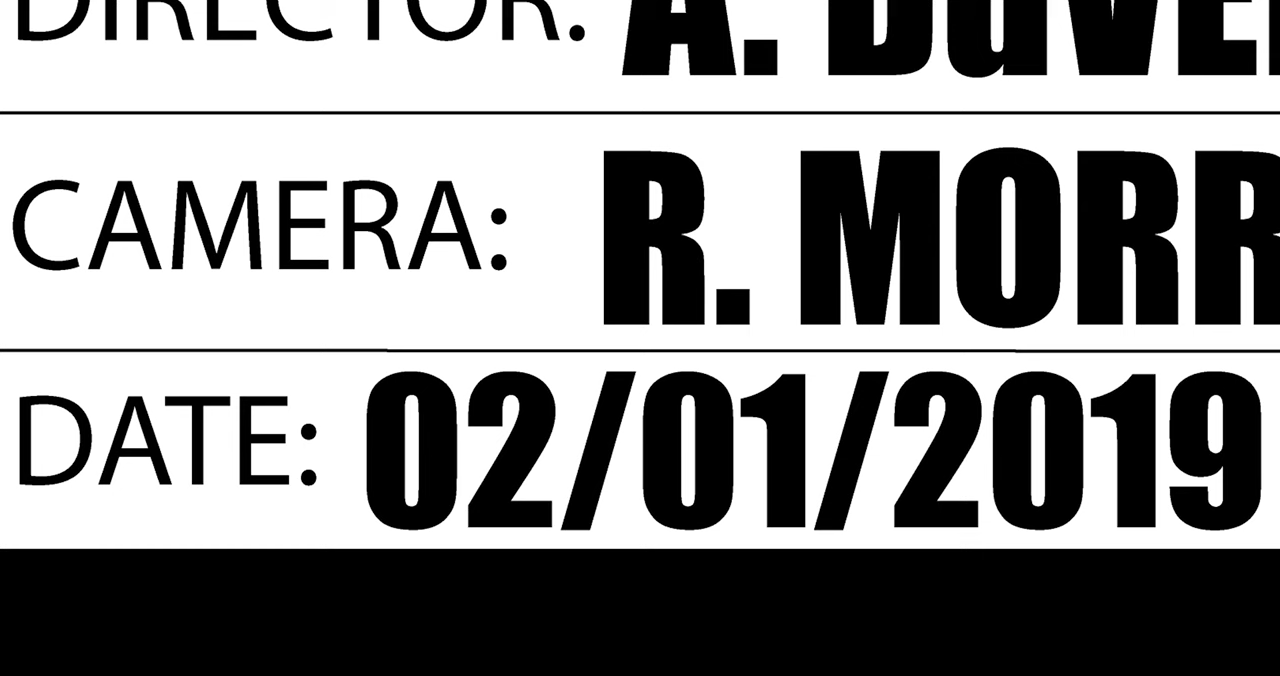 DIRECTOR: A.
CAMERA: R.
DATE: 02/01/2019